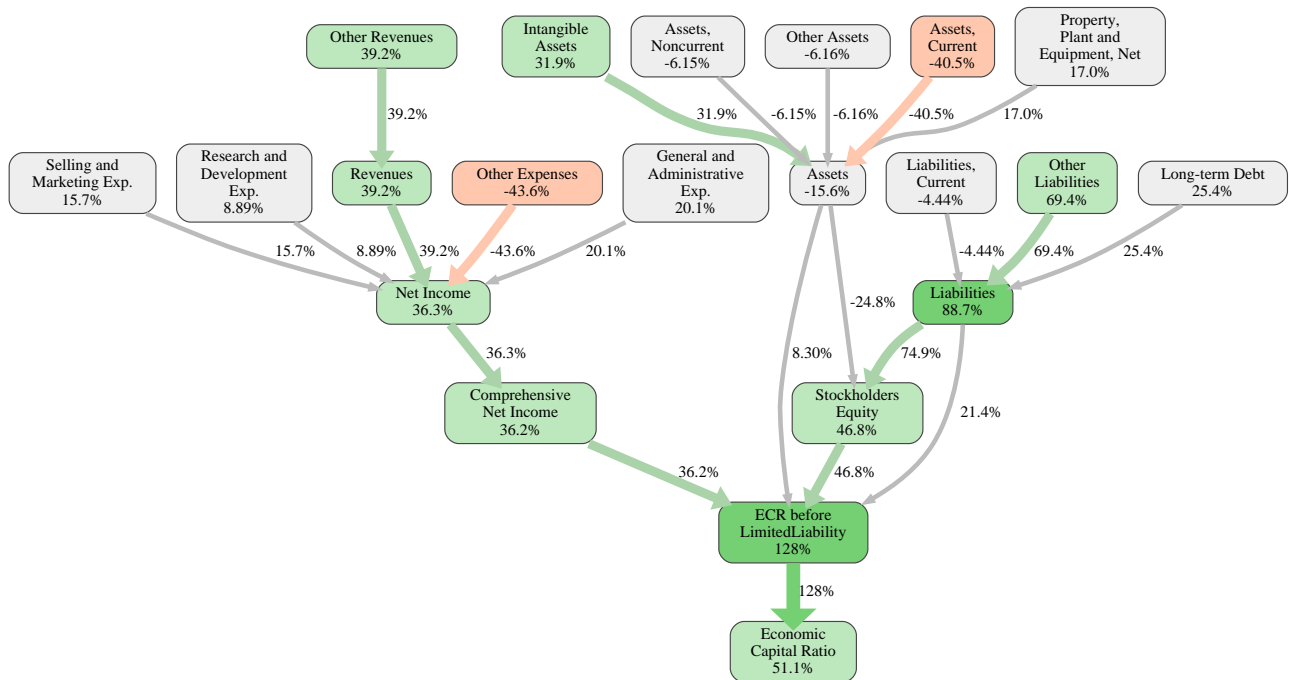 Other Revenues
39.2%
Intangible
Assets
31.9%
Assets,
Noncurrent
-6.15%
Other Assets
-6.16%
Assets,
Current
-40.5%
Property,
Plant and
Equipment, Net
17.0%
39.2%
31.9%
-6.15%
-6.16%
-40.5%
17.0%
Selling and
Marketing Exp.
15.7%
Research and
Development
Exp.
8.89%
Revenues
39.2%
Other Expenses
-43.6%
General and
Administrative
Exp.
20.1%
Assets
-15.6%
Liabilities,
Current
-4.44%
Other
Liabilities
69.4%
Long-term Debt
25.4%
15.7%
8.89%
39.2%
-43.6%
20.1%
-4.44%
69.4%
25.4%
Net Income
36.3%
-24.8%
Liabilities
88.7%
36.3%
8.30%
74.9%
21.4%
Comprehensive
Net Income
36.2%
Stockholders
Equity
46.8%
36.2%
46.8%
ECR before
LimitedLiability
128%
128%
Economic
Capital Ratio
51.1%